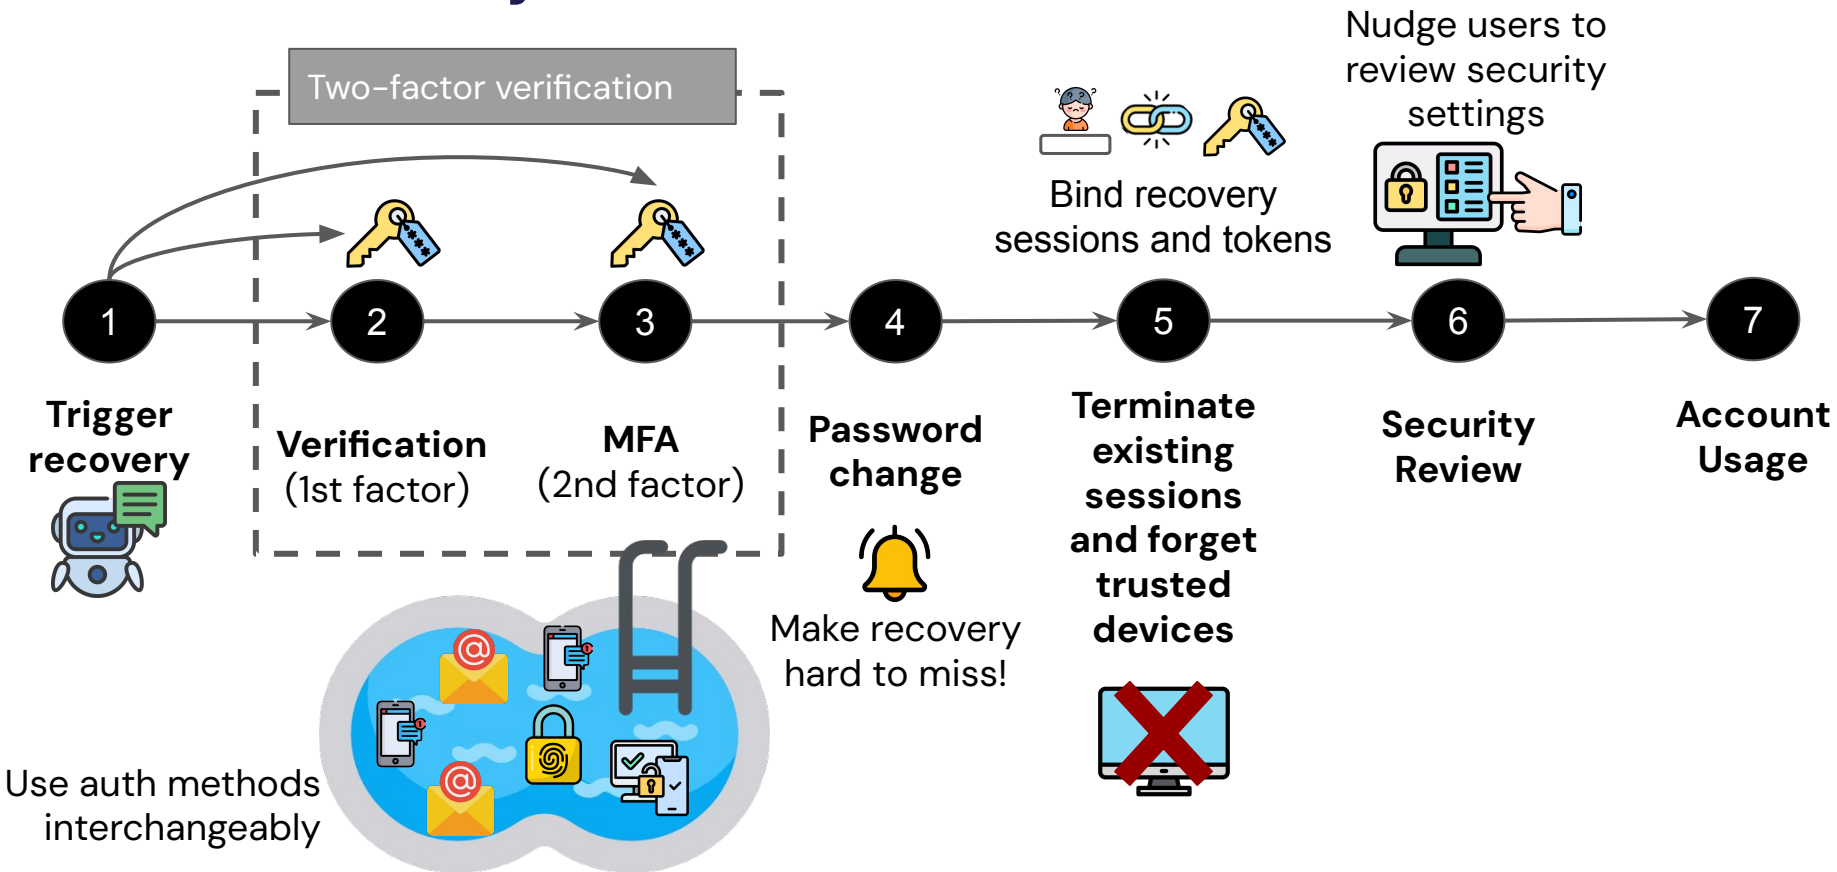 Two-factor verification
Nudge users to
review security
settings
Bind recovery
sessions and tokens
1
2
3
4
5
6
7
Trigger
recovery
Verification
(1st factor)
MFA
(2nd factor)
Password
change
Terminate
existing
sessions
and forget
trusted
devices
Security
Review
Account
Usage
Make recovery
hard to miss!
Use auth methods
interchangeably